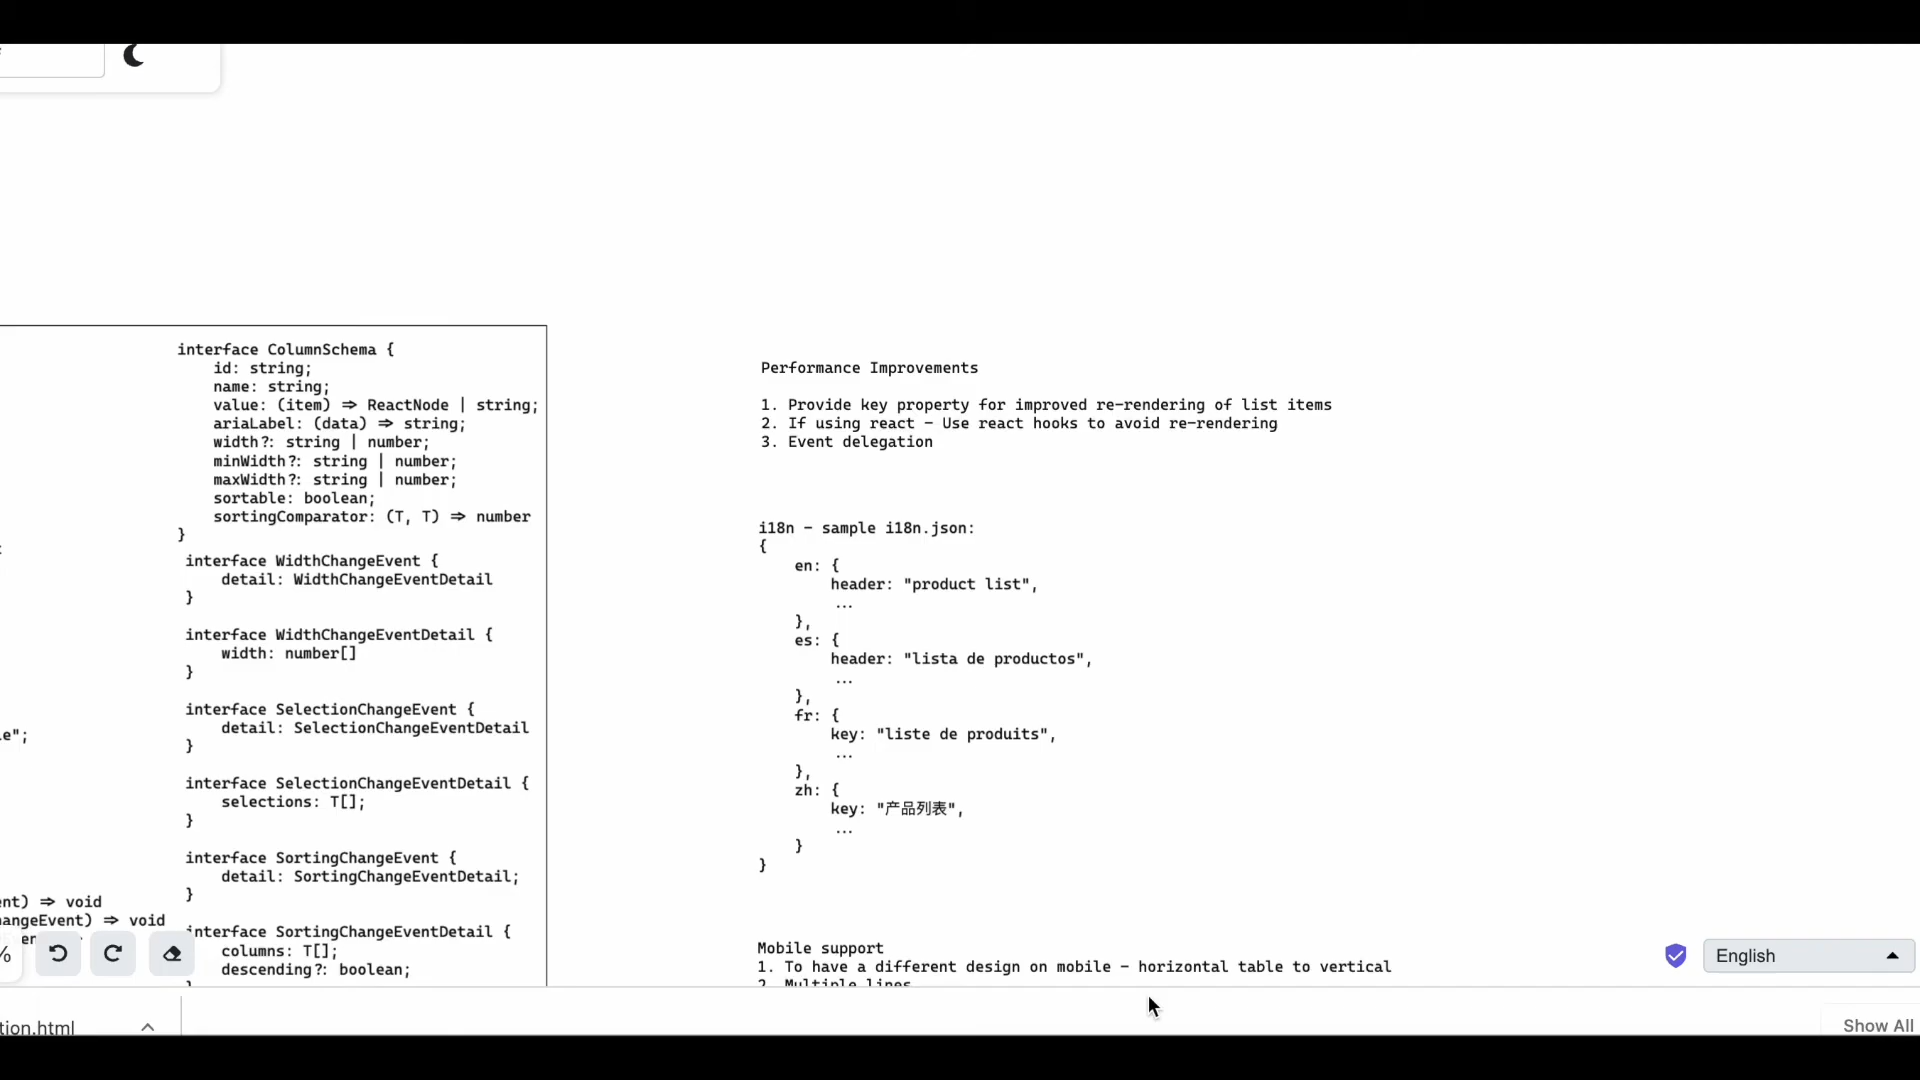 interface ColumnSchema {
id: string;
name: string;
value: (item) => ReactNode | string;
ariaLabel: (data) => string;
width?: string | number;
minWidth?: string | number;
maxWidth?: string | number;
sortable: boolean;
sortingComparator: (T, T) => number
}
interface WidthChangeEvent {
detail: WidthChangeEventDetail
}
interface WidthChangeEventDetail {
width: number[]
}
interface SelectionChangeEvent {
detail: SelectionChangeEventDetail
}
interface SelectionChangeEventDetail {
selections: T[];
}
interface SortingChangeEvent {
detail: SortingChangeEventDetail;
}
interface SortingChangeEventDetail {
columns: T[];
descending?: boolean;
e";
ent) => void
angeEvent) => void
%
Performance Improvements
1. Provide key property for improved re-rendering of list items
2. If using react - Use react hooks to avoid re-rendering
3. Event delegation
i18n - sample i18n.json:
{
en: {
header: "product list",
...
},
es: {
header: "lista de productos",
...
},
fr: {
key: "liste de produits",
...
},
zh: {
key: "产品列表",
...
}
}
Mobile support
1. To have a different design on mobile - horizontal table to vertical
2. Multiple lines
English
tion.html
Show All